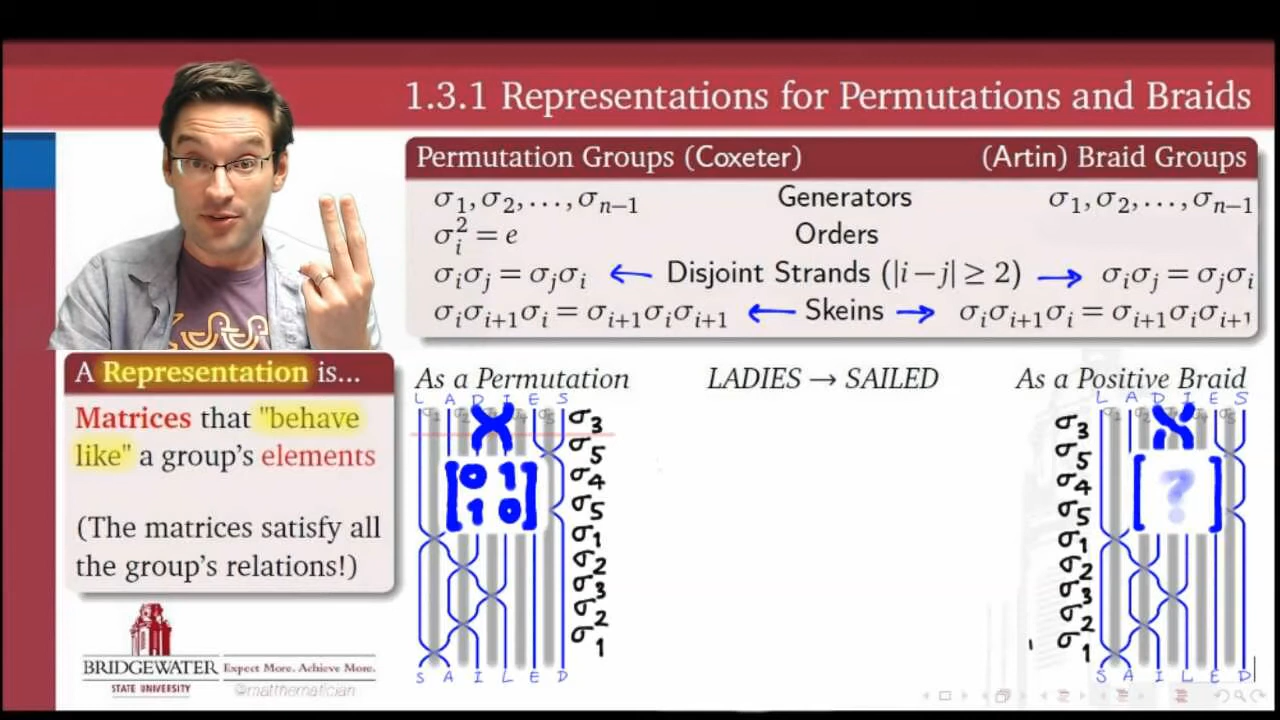 1.3.1 Representations for Permutations and Braids
Permutation Groups (Coxeter) (Artin) Braid Groups
σ₁, σ₂, …, σₙ₋₁ Generators σ₁, σ₂, …, σₙ₋₁
σᵢ² = e Orders
σᵢσⱼ = σⱼσᵢ ← Disjoint Strands (|i − j| ≥ 2) → σᵢσⱼ = σⱼσᵢ
σᵢσᵢ₊₁σᵢ = σᵢ₊₁σᵢσᵢ₊₁ ← Skeins → σᵢσᵢ₊₁σᵢ = σᵢ₊₁σᵢσᵢ₊₁
A Representation is...
Matrices that "behave
like" a group's elements
(The matrices satisfy all
the group's relations!)
BRIDGEWATER
STATE UNIVERSITY
Expect More. Achieve More.
@matthematician
As a Permutation LADIES → SAILED As a Positive Braid
L A D I E S
σ₃
σ₅
[0 1
1 0]
σ₄
σ₅
σ₁
σ₂
σ₃
σ₂
σ₁
S A I L E D
L A D I E S
σ₃
σ₅
[?]
σ₄
σ₅
σ₁
σ₂
σ₃
σ₂
σ₁
S A I L E D